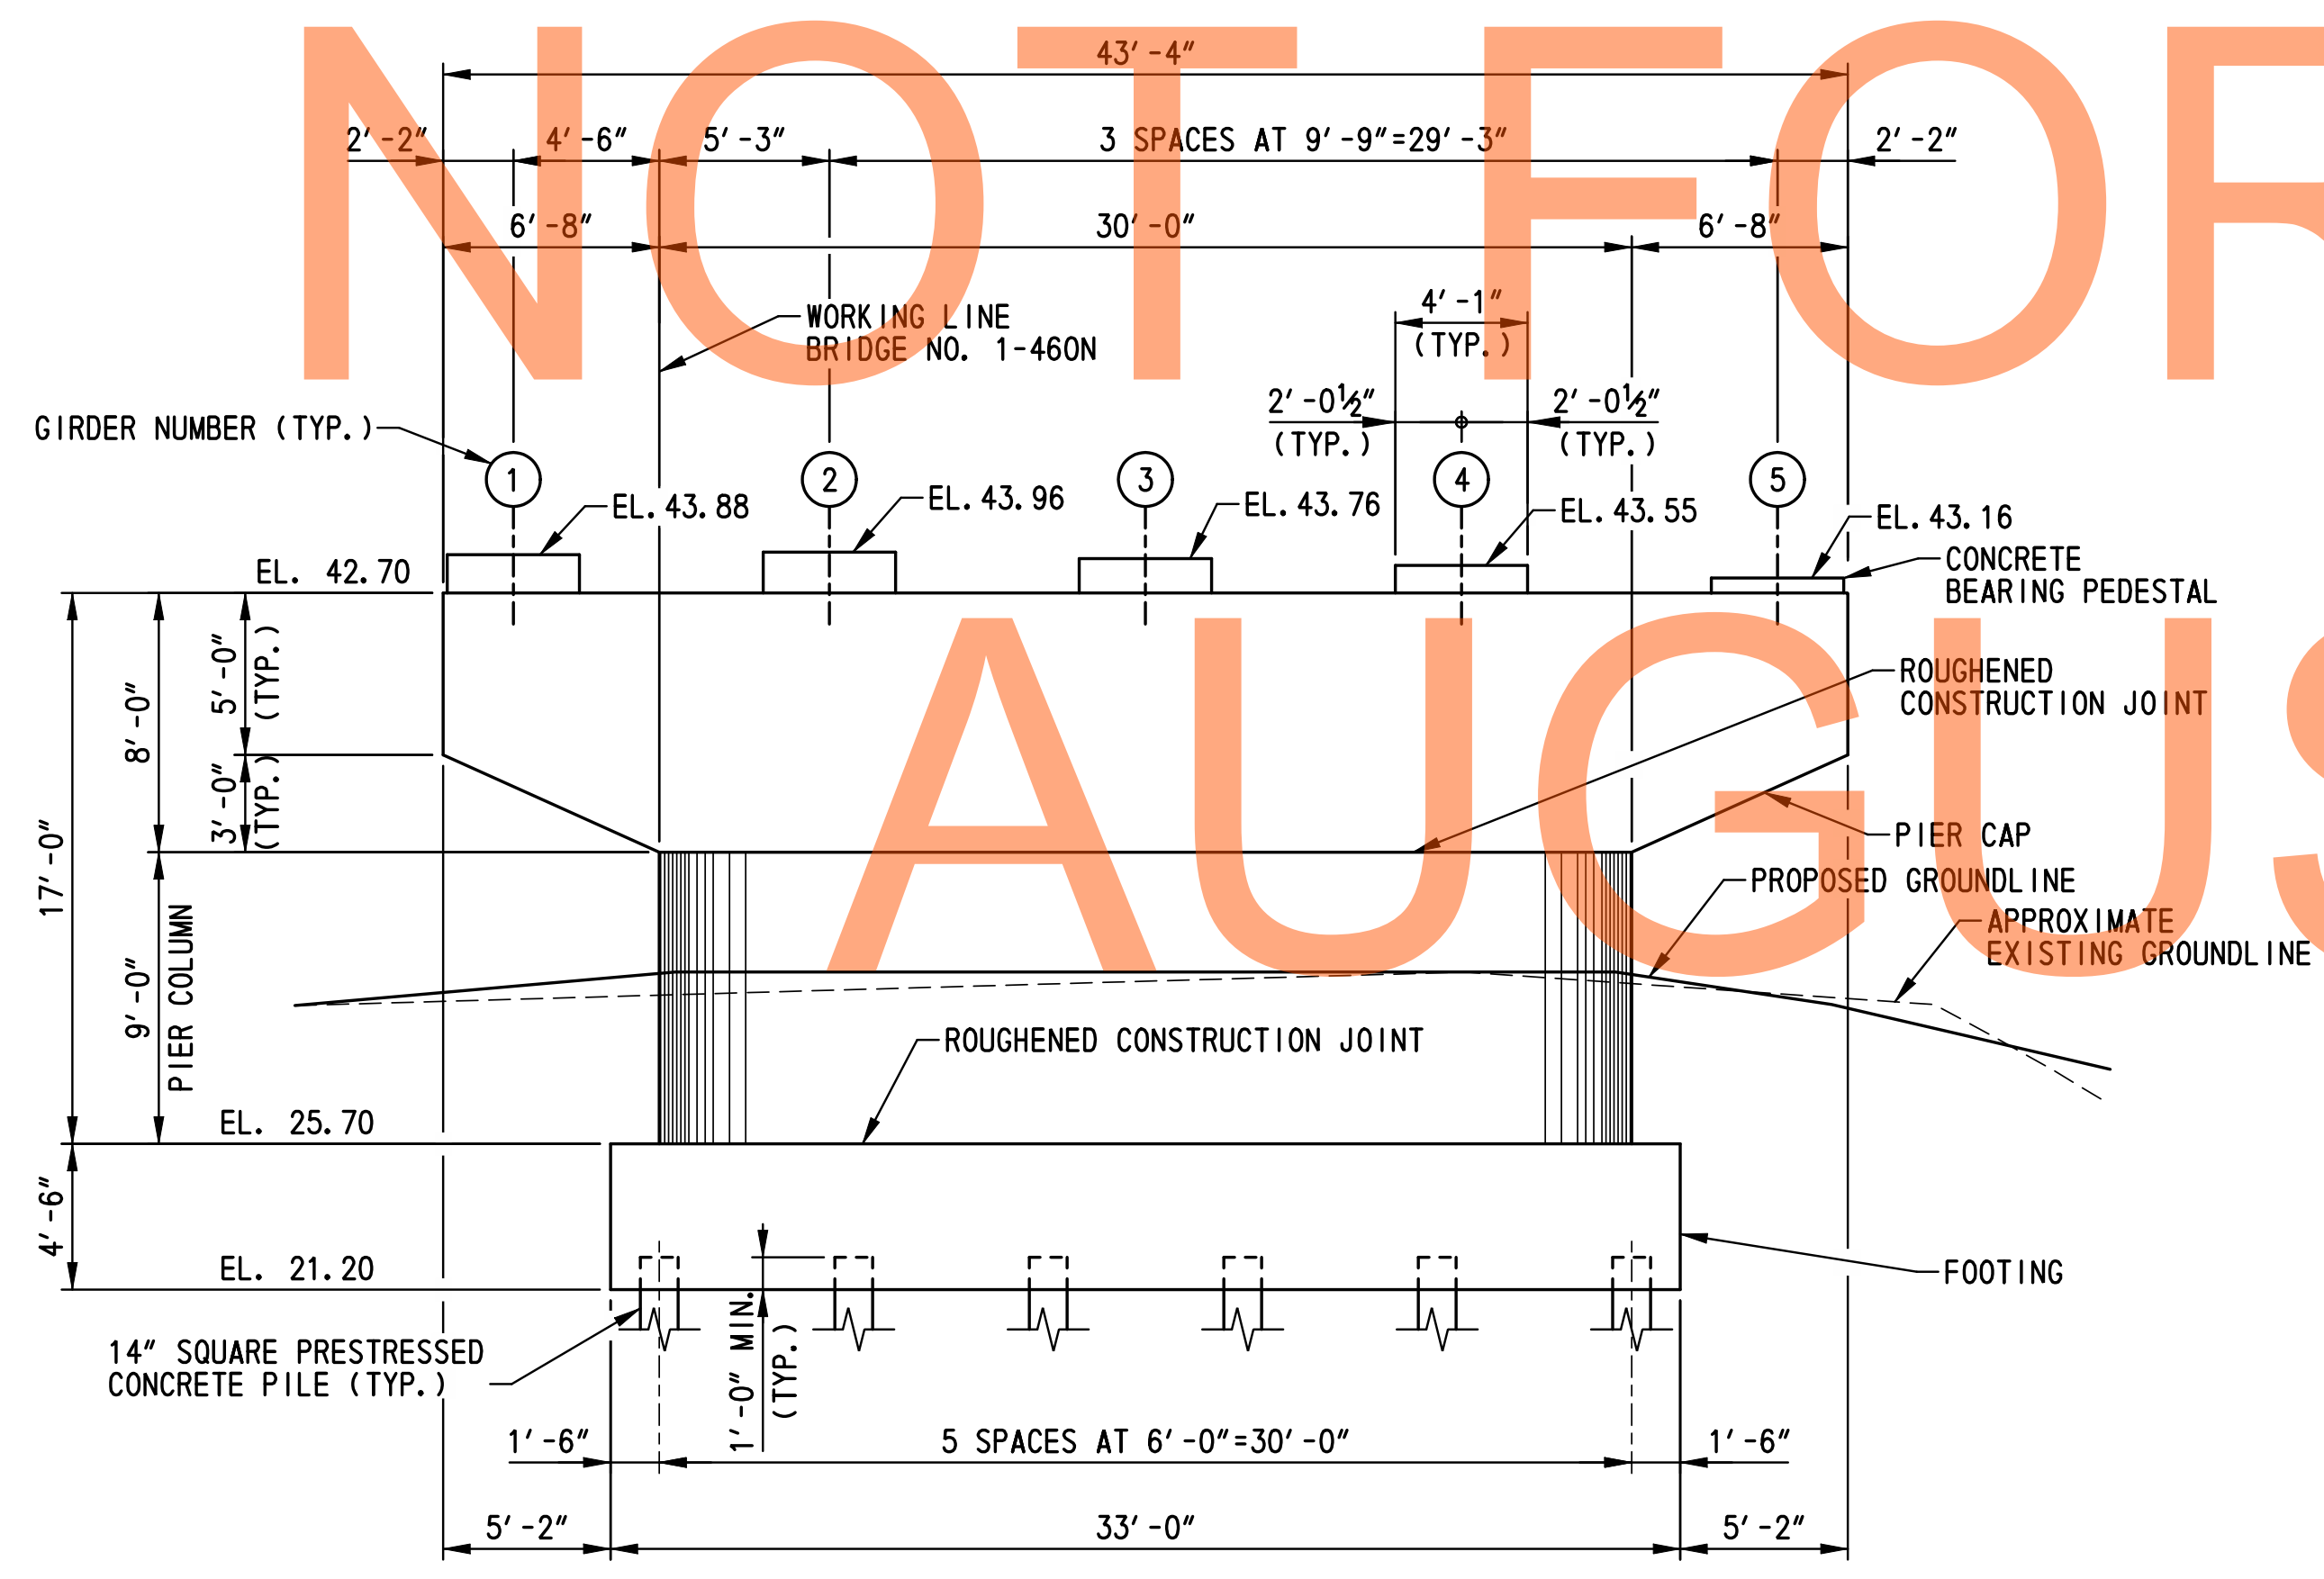 NOT FOR
43'-4"
2'-2" 4'-6" 5'-3" 3 SPACES AT 9'-9"=29'-3" 2'-2"
6'-8" 30'-0" 6'-8"
WORKING LINE
BRIDGE NO. 1-460N
4'-1"
(TYP.)
2'-0½" 2'-0½"
(TYP.) (TYP.)
GIRDER NUMBER (TYP.)
1 2 3 4 5
EL. 43.88 EL. 43.96 EL. 43.76 EL. 43.55 EL. 43.16
CONCRETE
BEARING PEDESTAL
EL. 42.70
AUGUS
5'-0"
(TYP.)
8'-0"
3'-0"
(TYP.)
17'-0"
9'-0"
PIER COLUMN
ROUGHENED
CONSTRUCTION JOINT
PIER CAP
PROPOSED GROUNDLINE
APPROXIMATE
EXISTING GROUNDLINE
ROUGHENED CONSTRUCTION JOINT
EL. 25.70
4'-6"
EL. 21.20
FOOTING
14" SQUARE PRESTRESSED
CONCRETE PILE (TYP.)
1'-0" MIN.
(TYP.)
1'-6" 5 SPACES AT 6'-0"=30'-0" 1'-6"
5'-2" 33'-0" 5'-2"